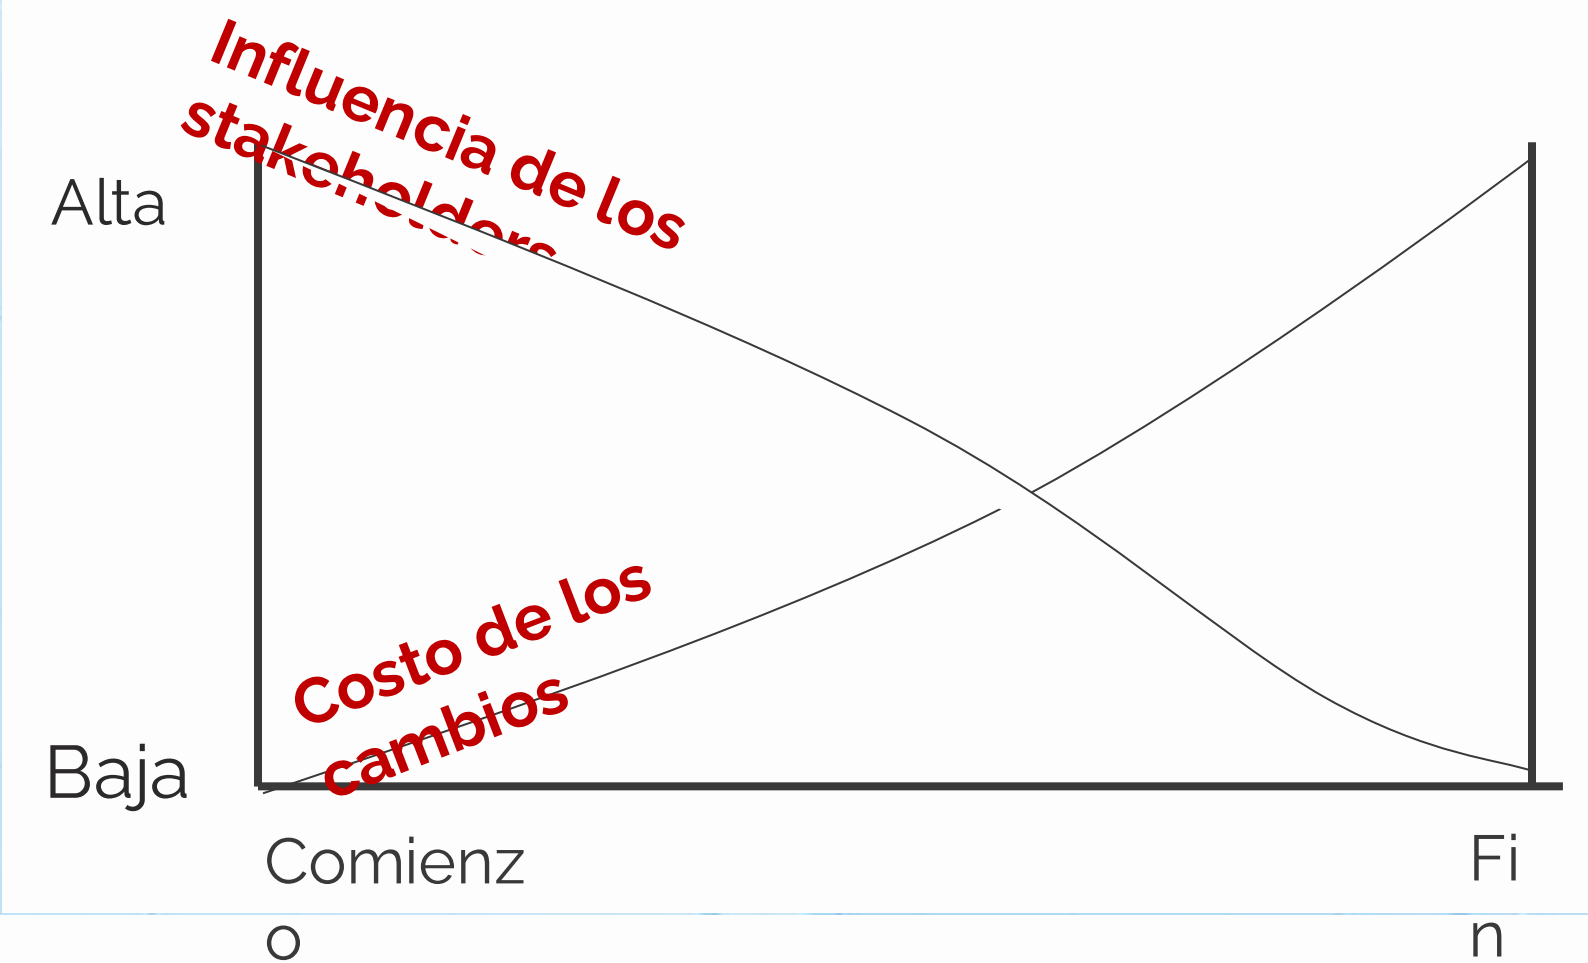 Influencia de los
stakeholders
Alta
Costo de los
cambios
Baja
Comienz
o
Fi
n